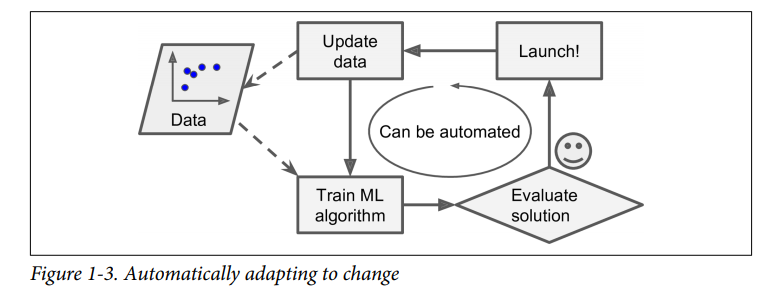 Update
data
Launch!
Data
Can be automated
Train ML
algorithm
Evaluate
solution
Figure 1-3. Automatically adapting to change